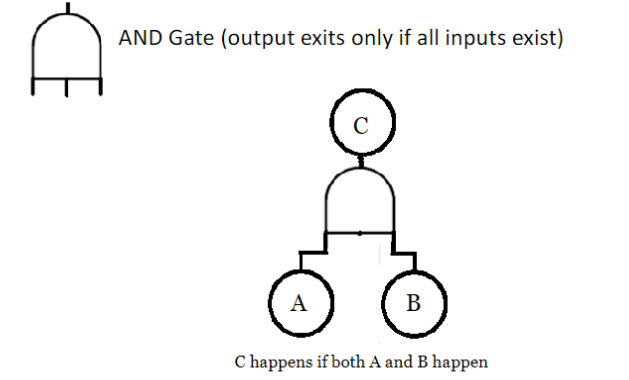 AND Gate (output exits only if all inputs exist)
C
A
B
C happens if both A and B happen